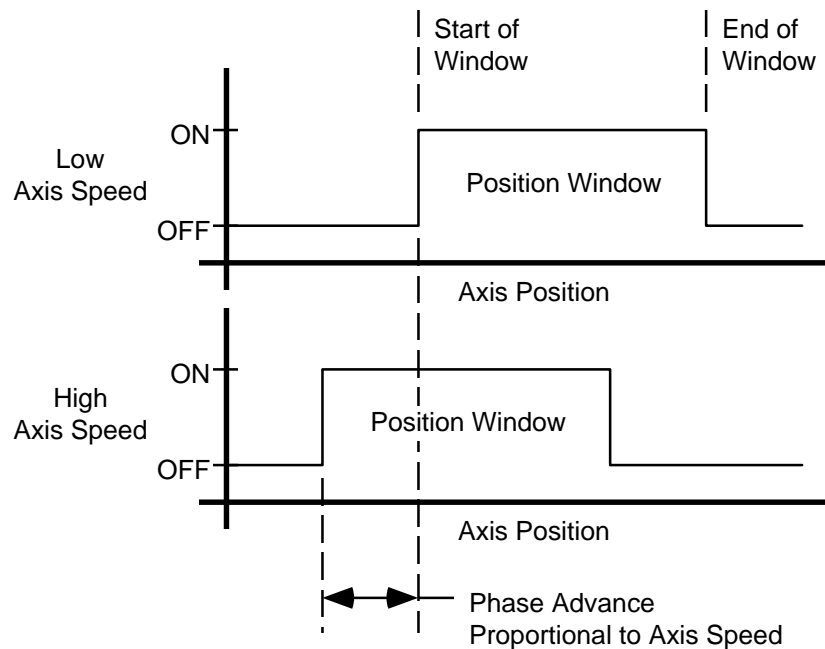 Start of
Window
End of
Window
ON
Low
Axis Speed
Position Window
OFF
Axis Position
ON
High
Axis Speed
Position Window
OFF
Axis Position
Phase Advance
Proportional to Axis Speed